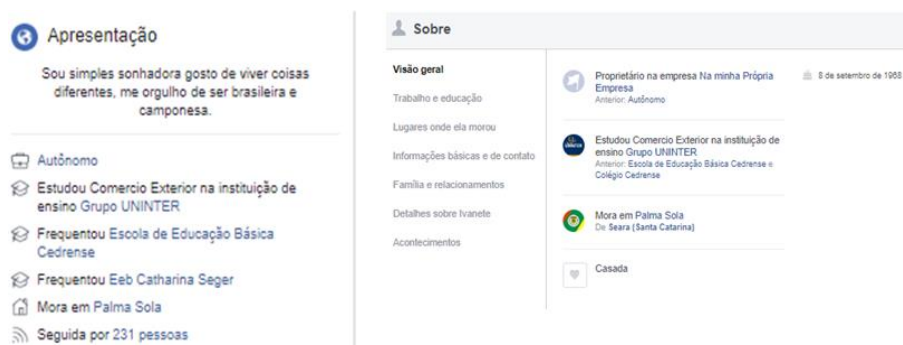 Apresentação
Sou simples sonhadora gosto de viver coisas
diferentes, me orgulho de ser brasileira e
camponesa.
Autônomo
Estudou Comercio Exterior na instituição de
ensino Grupo UNINTER
Frequentou Escola de Educação Básica
Cedrense
Frequentou Eeb Catharina Seger
Mora em Palma Sola
Seguida por 231 pessoas
Sobre
Visão geral
Trabalho e educação
Lugares onde ela morou
Informações básicas e de contato
Família e relacionamentos
Detalhes sobre Ivanete
Acontecimentos
Proprietário na empresa Na minha Própria
Empresa
Anterior: Autônomo
Estudou Comercio Exterior na instituição de
ensino Grupo UNINTER
Anterior: Escola de Educação Básica Cedrense e
Colégio Cedrense
Mora em Palma Sola
De Seara (Santa Catarina)
Casada
8 de setembro de 1968